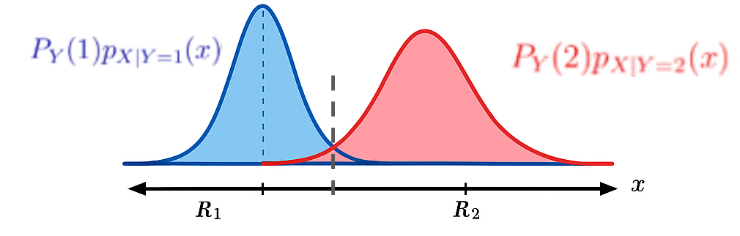 P_Y(1)p_{X|Y=1}(x)
P_Y(2)p_{X|Y=2}(x)
x
R_1 R_2